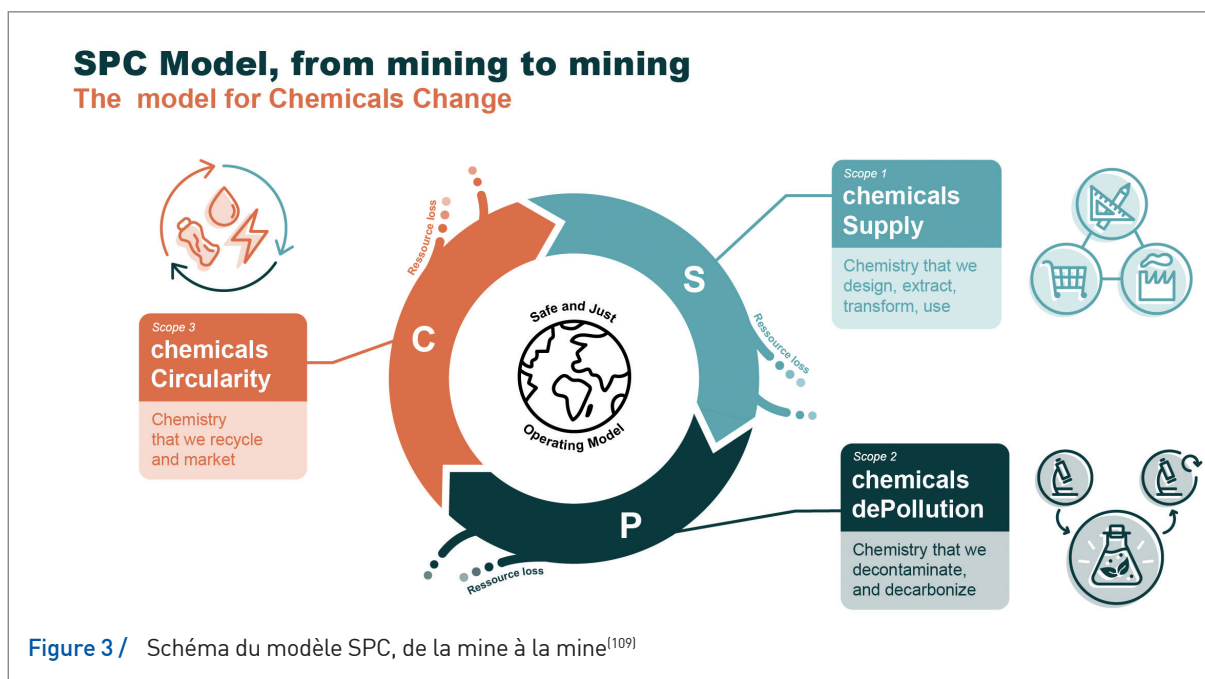 SPC Model, from mining to mining
The model for Chemicals Change
Ressource loss
C
Scope 3
chemicals
Circularity
Chemistry
that we recycle
and market
Safe and Just
Operating Model
S
Ressource loss
Scope 1
chemicals
Supply
Chemistry that we
design, extract,
transform, use
P
Ressource loss
Scope 2
chemicals
dePollution
Chemistry that we
decontaminate,
and decarbonize
Figure 3 / Schéma du modèle SPC, de la mine à la mine(109)